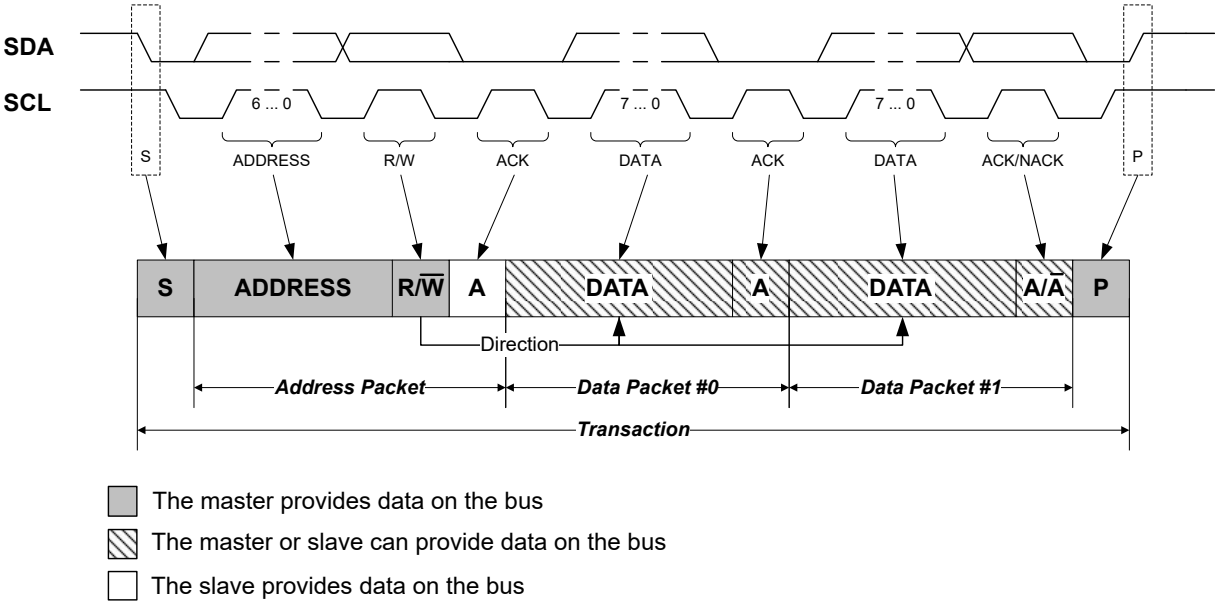 SDA
SCL
6 ... 0
7 ... 0
7 ... 0
S
ADDRESS
R/W
ACK
DATA
ACK
DATA
ACK/NACK
P
S
ADDRESS
R/W̅
A
DATA
A
DATA
A/A̅
P
Direction
Address Packet
Data Packet #0
Data Packet #1
Transaction
The master provides data on the bus
The master or slave can provide data on the bus
The slave provides data on the bus